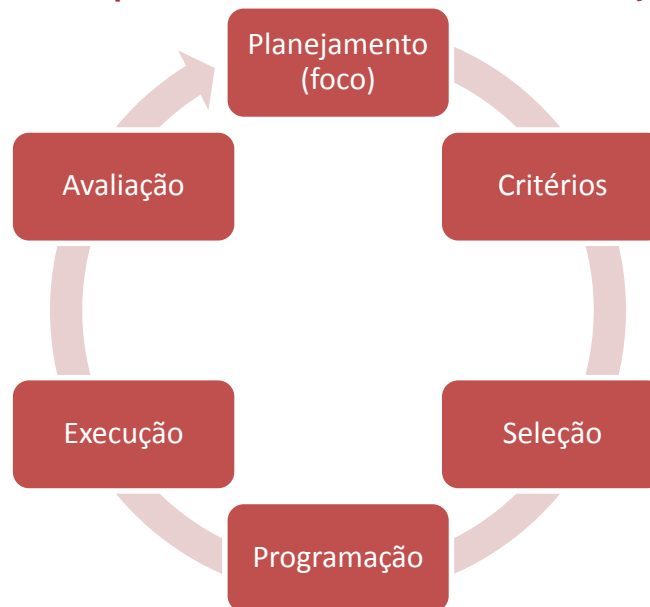 Planejamento
(foco)
Critérios
Seleção
Programação
Execução
Avaliação